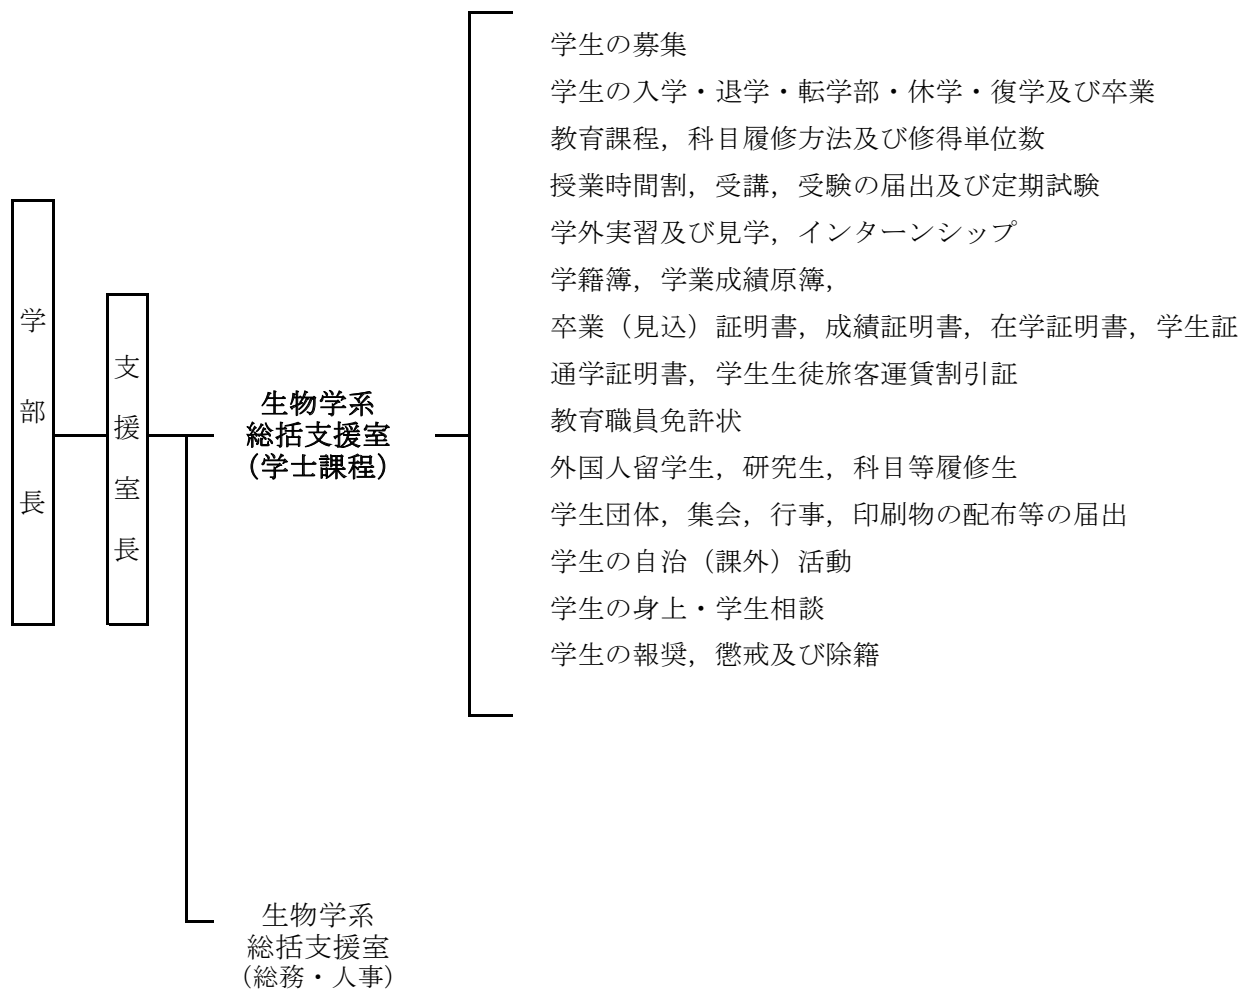 学部長
支援室長
生物学系
総括支援室
（学士課程）
学生の募集
学生の入学・退学・転学部・休学・復学及び卒業
教育課程，科目履修方法及び修得単位数
授業時間割，受講，受験の届出及び定期試験
学外実習及び見学，インターンシップ
学籍簿，学業成績原簿，
卒業（見込）証明書，成績証明書，在学証明書，学生証
通学証明書，学生生徒旅客運賃割引証
教育職員免許状
外国人留学生，研究生，科目等履修生
学生団体，集会，行事，印刷物の配布等の届出
学生の自治（課外）活動
学生の身上・学生相談
学生の報奨，懲戒及び除籍
生物学系
総括支援室
（総務・人事）